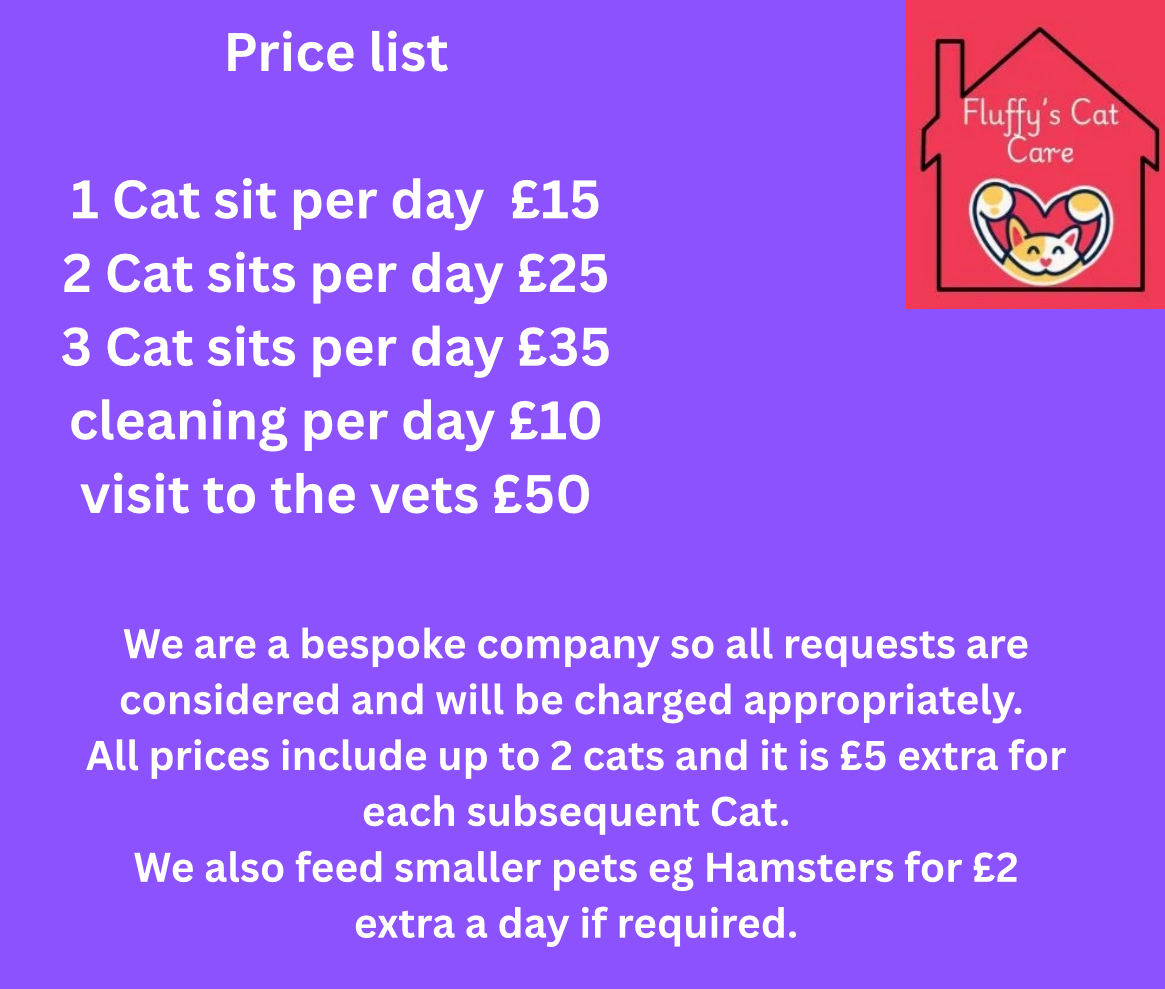 Price list
Fluffy's Cat
Care
1 Cat sit per day £15
2 Cat sits per day £25
3 Cat sits per day £35
cleaning per day £10
visit to the vets £50
We are a bespoke company so all requests are
considered and will be charged appropriately.
All prices include up to 2 cats and it is £5 extra for
each subsequent Cat.
We also feed smaller pets eg Hamsters for £2
extra a day if required.